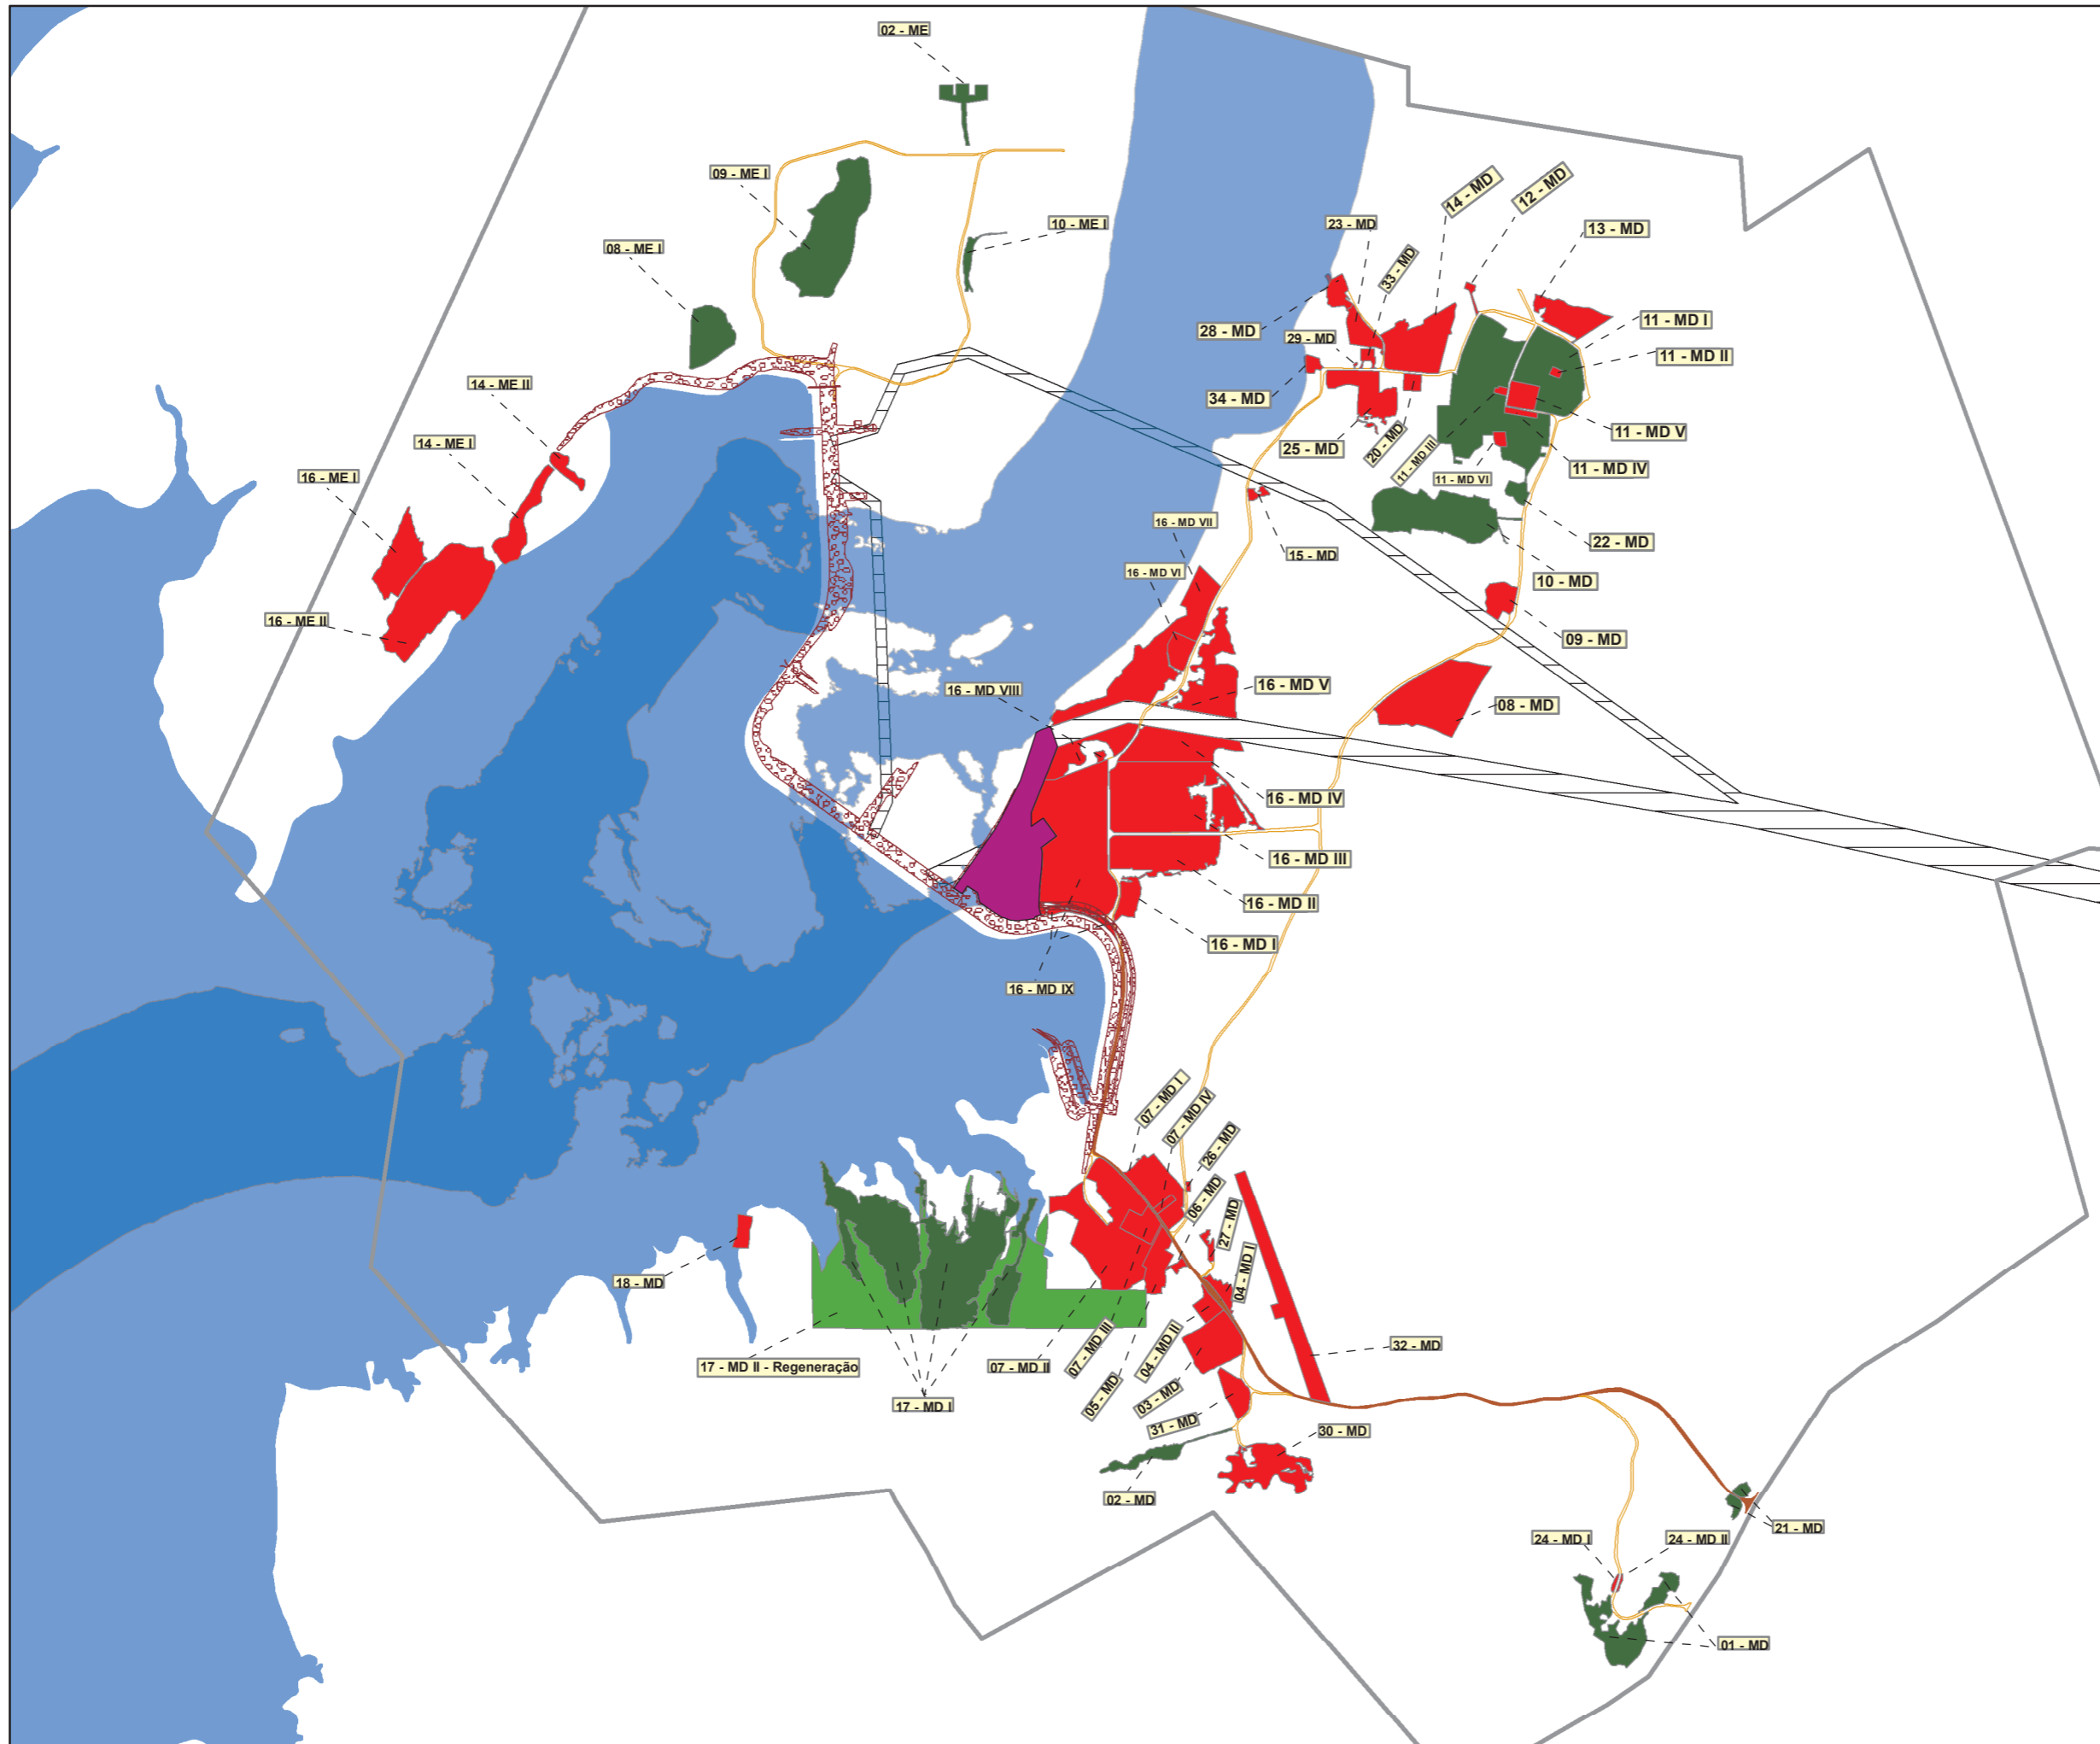 02 - ME
09 - ME I
10 - ME I
08 - ME I
14 - ME II
14 - ME I
16 - ME I
16 - ME II
14 - MD
12 - MD
23 - MD
33 - MD
13 - MD
28 - MD
29 - MD
11 - MD I
11 - MD II
34 - MD
25 - MD
20 - MD
11 - MD III
11 - MD V
11 - MD IV
11 - MD VI
22 - MD
10 - MD
15 - MD
16 - MD VII
16 - MD VI
09 - MD
16 - MD VIII
16 - MD V
08 - MD
16 - MD IV
16 - MD III
16 - MD II
16 - MD I
16 - MD IX
07 - MD I
07 - MD IV
26 - MD
06 - MD
27 - MD
04 - MD I
18 - MD
17 - MD II - Regeneração
17 - MD I
07 - MD II
07 - MD III
04 - MD II
05 - MD
03 - MD
31 - MD
32 - MD
30 - MD
02 - MD
21 - MD
24 - MD I
24 - MD II
01 - MD